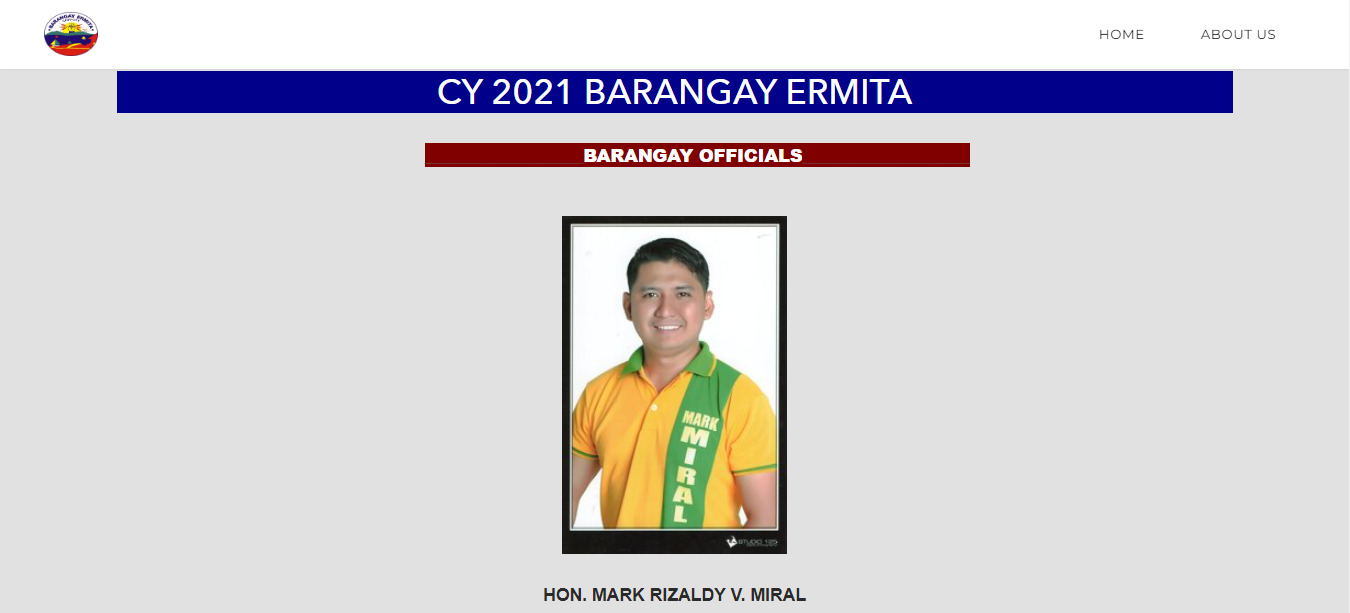 BARANGAY ERMITA
HOME
ABOUT US
CY 2021 BARANGAY ERMITA
BARANGAY OFFICIALS
MARK
MIRAL
STUDIO 125
HON. MARK RIZALDY V. MIRAL